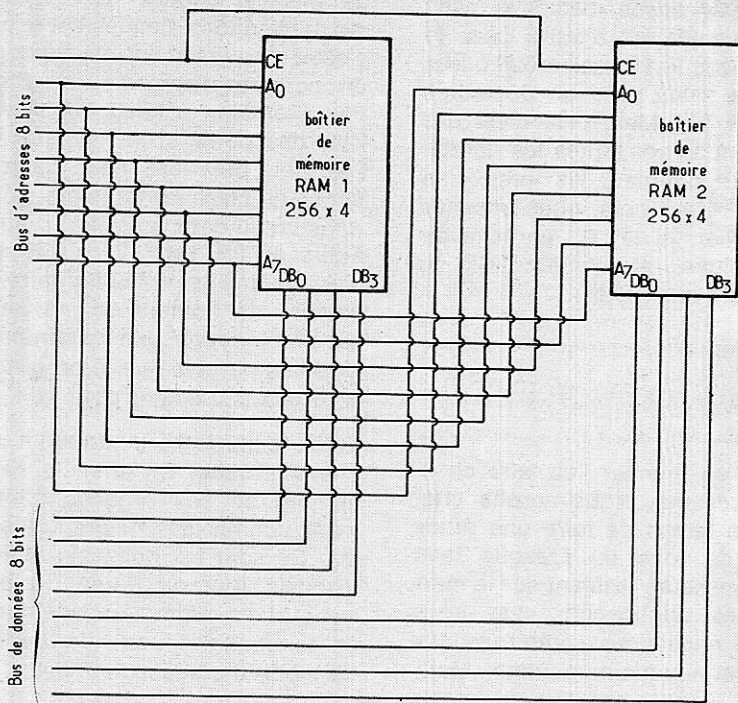 CE
A0
boîtier
de
mémoire
RAM 1
256 x 4
A7
DB0
DB3
CE
A0
boîtier
de
mémoire
RAM 2
256 x 4
A7
DB0
DB3
Bus d'adresses 8 bits
Bus de données 8 bits